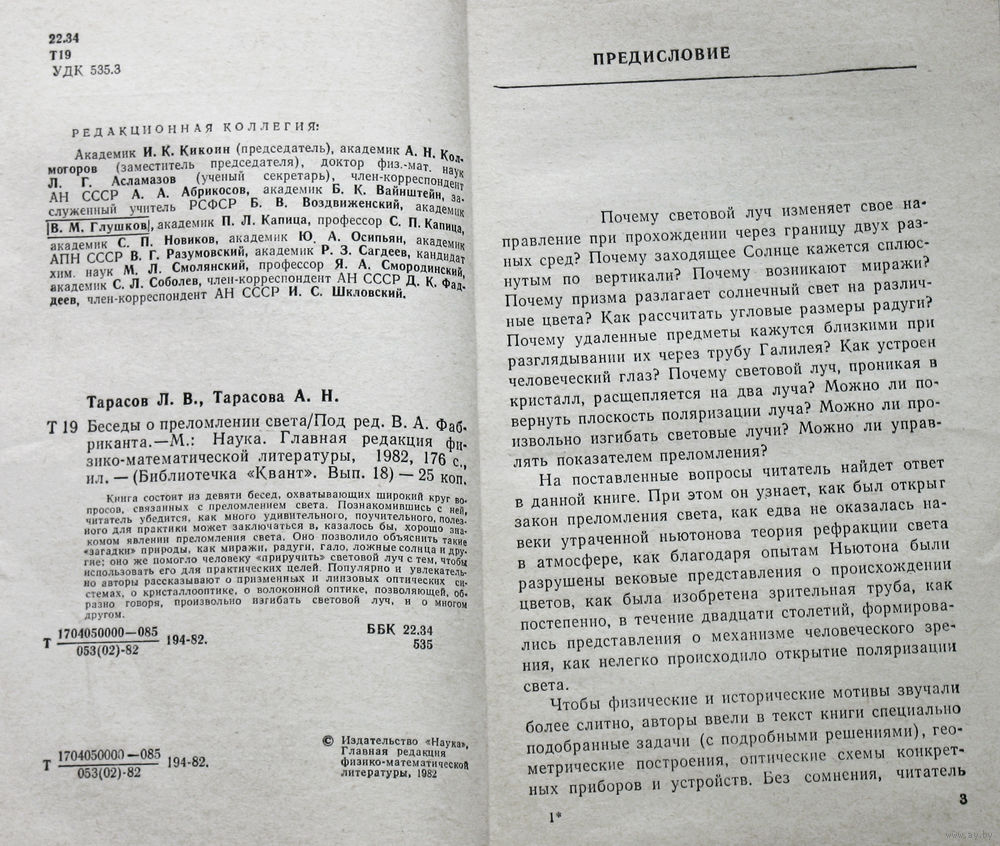 22.34
Т19
УДК 535.3
РЕДАКЦИОННАЯ КОЛЛЕГИЯ:
Академик И. К. Кикоин (председатель), академик А. Н. Кол-
могоров (заместитель председателя), доктор физ.-мат. наук
Л. Г. Асламазов (ученый секретарь), член-корреспондент
АН СССР А. А. Абрикосов, академик Б. К. Вайнштейн, за-
служенный учитель РСФСР Б. В. Воздвиженский, академик
В. М. Глушков, академик П. Л. Капица, профессор С. П. Капица,
академик С. П. Новиков, академик Ю. А. Осипьян, академик
АПН СССР В. Г. Разумовский, академик Р. З. Сагдеев, кандидат
хим. наук М. Л. Смолянский, профессор Я. А. Смородинский,
академик С. Л. Соболев, член-корреспондент АН СССР Д. К. Фад-
деев, член-корреспондент АН СССР И. С. Шкловский.
Тарасов Л. В., Тарасова А. Н.
Т 19 Беседы о преломлении света/Под ред. В. А. Фаб-
риканта.—М.: Наука. Главная редакция фи-
зико-математической литературы, 1982, 176 с.,
ил. — (Библиотечка «Квант». Вып. 18) — 25 коп.
Книга состоит из девяти бесед, охватывающих широкий круг во-
просов, связанных с преломлением света. Познакомившись с ней,
читатель убедится, как много удивительного, поучительного, полез-
ного для практики может заключаться в, казалось бы, хорошо зна-
комом явлении преломления света. Оно позволило объяснить такие
«загадки» природы, как миражи, радуги, гало, ложные солнца и дру-
гие; оно же помогло человеку «приручить» световой луч с тем, чтобы
использовать его для практических целей. Популярно и увлекатель-
но авторы рассказывают о призменных и линзовых оптических си-
стемах, о кристаллооптике, о волоконной оптике, позволяющей, об-
разно говоря, произвольно изгибать световой луч, и о многом
другом.
Т 1704050000—085
053(02)-82 194-82.
ББК 22.34
535
Т 1704050000—085
053(02)-82 194-82.
© Издательство «Наука»,
Главная редакция
физико-математической
литературы, 1982
ПРЕДИСЛОВИЕ
Почему световой луч изменяет свое на-
правление при прохождении через границу двух раз-
ных сред? Почему заходящее Солнце кажется сплюс-
нутым по вертикали? Почему возникают миражи?
Почему призма разлагает солнечный свет на различ-
ные цвета? Как рассчитать угловые размеры радуги?
Почему удаленные предметы кажутся близкими при
разглядывании их через трубу Галилея? Как устроен
человеческий глаз? Почему световой луч, проникая в
кристалл, расщепляется на два луча? Можно ли по-
вернуть плоскость поляризации луча? Можно ли про-
извольно изгибать световые лучи? Можно ли управ-
лять показателем преломления?
На поставленные вопросы читатель найдет ответ
в данной книге. При этом он узнает, как был открыт
закон преломления света, как едва не оказалась на-
веки утраченной ньютонова теория рефракции света
в атмосфере, как благодаря опытам Ньютона были
разрушены вековые представления о происхождении
цветов, как была изобретена зрительная труба, как
постепенно, в течение двадцати столетий, формирова-
лись представления о механизме человеческого зре-
ния, как нелегко происходило открытие поляризации
света.
Чтобы физические и исторические мотивы звучали
более слитно, авторы ввели в текст книги специально
подобранные задачи (с подробными решениями), гео-
метрические построения, оптические схемы конкрет-
ных приборов и устройств. Без сомнения, читатель
1*
3
www.ay.by